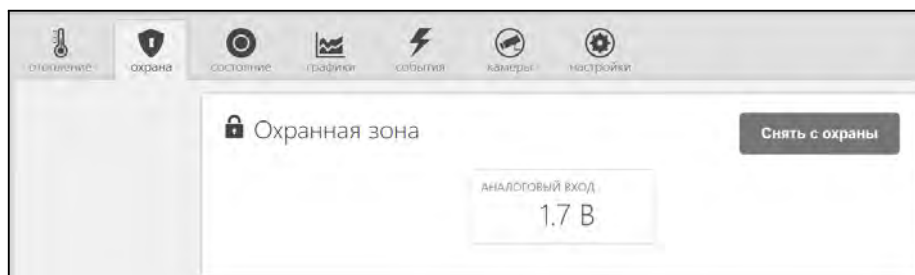 отопление охрана состояние графики события камеры настройки
Охранная зона
Снять с охраны
АНАЛОГОВЫЙ ВХОД
1.7 В